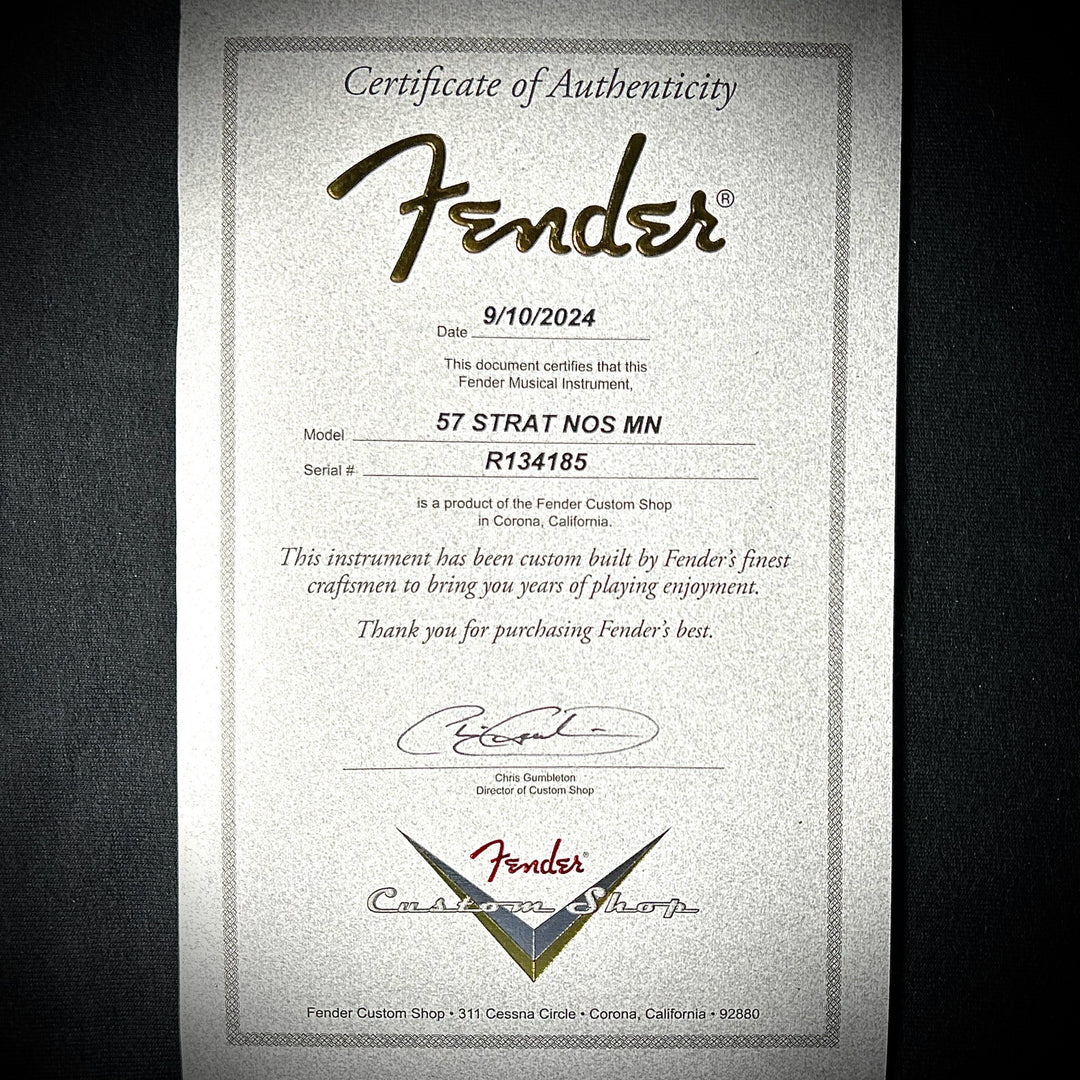 Certificate of Authenticity
Fender®
Date 9/10/2024
This document certifies that this
Fender Musical Instrument,
Model 57 STRAT NOS MN
Serial # R134185
is a product of the Fender Custom Shop
in Corona, California.
This instrument has been custom built by Fender's finest
craftsmen to bring you years of playing enjoyment.
Thank you for purchasing Fender's best.
Chris Gumbleton
Director of Custom Shop
Fender®
Custom Shop
Fender Custom Shop • 311 Cessna Circle • Corona, California • 92880